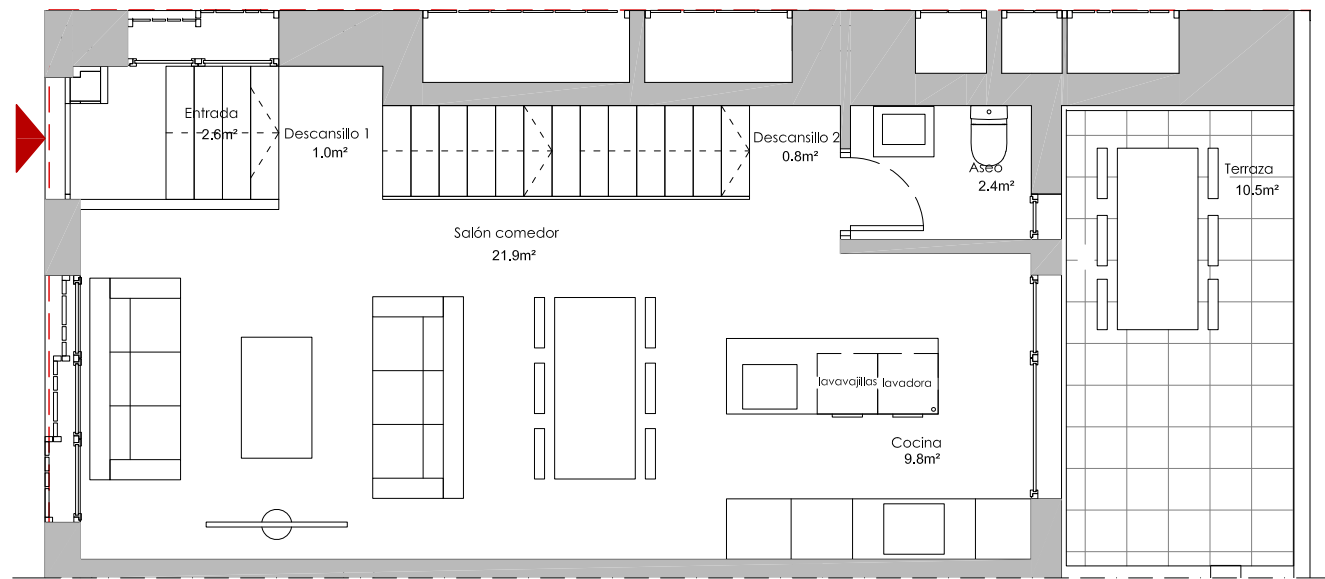 Entrada
2.6m²
Descansillo 1
1.0m²
Descansillo 2
0.8m²
Aseo
2.4m²
Terraza
10.5m²
Salón comedor
21.9m²
lavavajillas
lavadora
Cocina
9.8m²